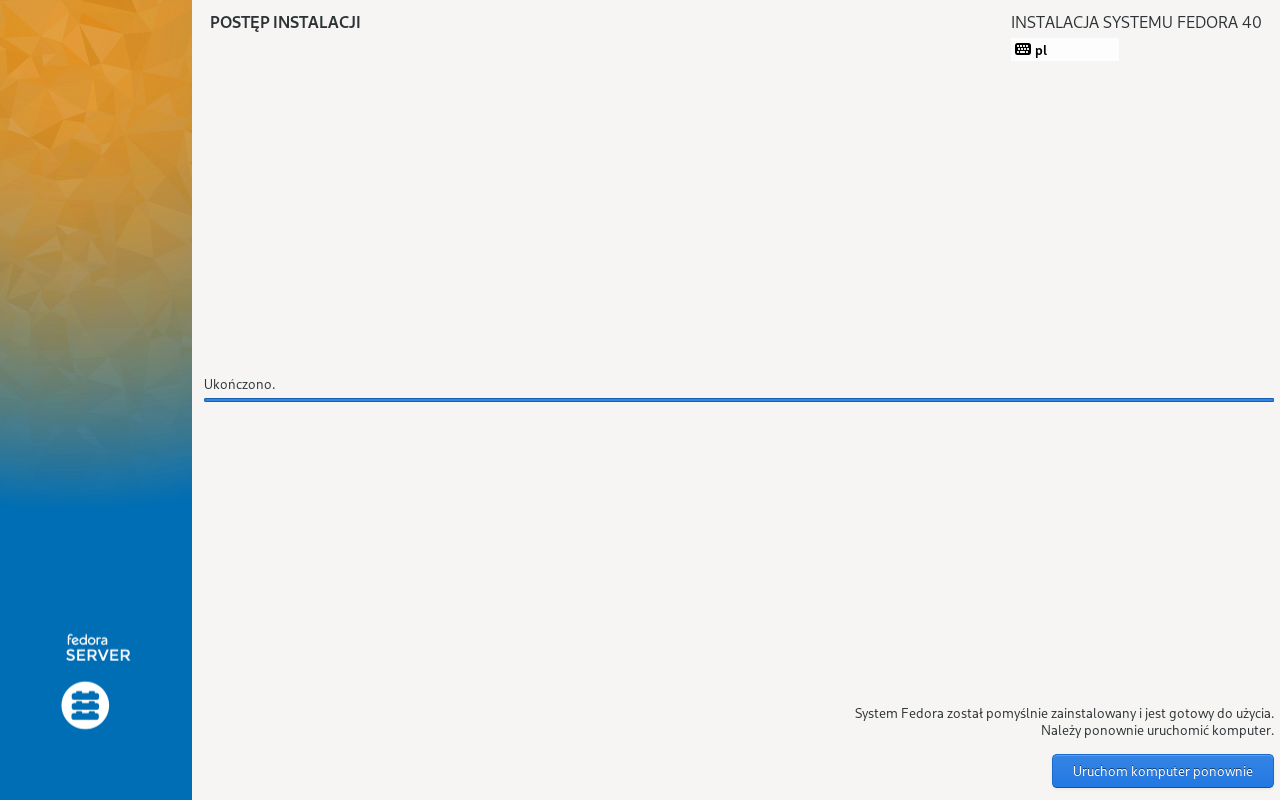 POSTĘP INSTALACJI
INSTALACJA SYSTEMU FEDORA 40
pl
Ukończono.
fedora
SERVER
System Fedora został pomyślnie zainstalowany i jest gotowy do użycia.
Należy ponownie uruchomić komputer.
Uruchom komputer ponownie